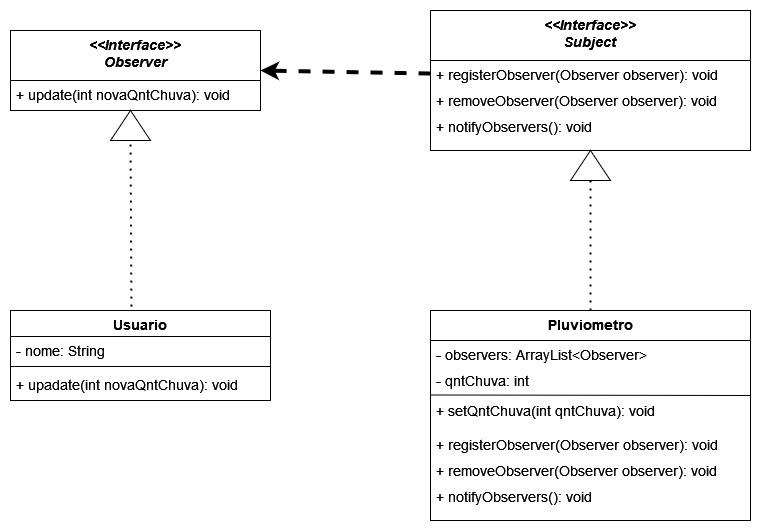 <<Interface>>
Observer
+ update(int novaQntChuva): void
<<Interface>>
Subject
+ registerObserver(Observer observer): void
+ removeObserver(Observer observer): void
+ notifyObservers(): void
Usuario
- nome: String
+ upadate(int novaQntChuva): void
Pluviometro
- observers: ArrayList<Observer>
- qntChuva: int
+ setQntChuva(int qntChuva): void
+ registerObserver(Observer observer): void
+ removeObserver(Observer observer): void
+ notifyObservers(): void